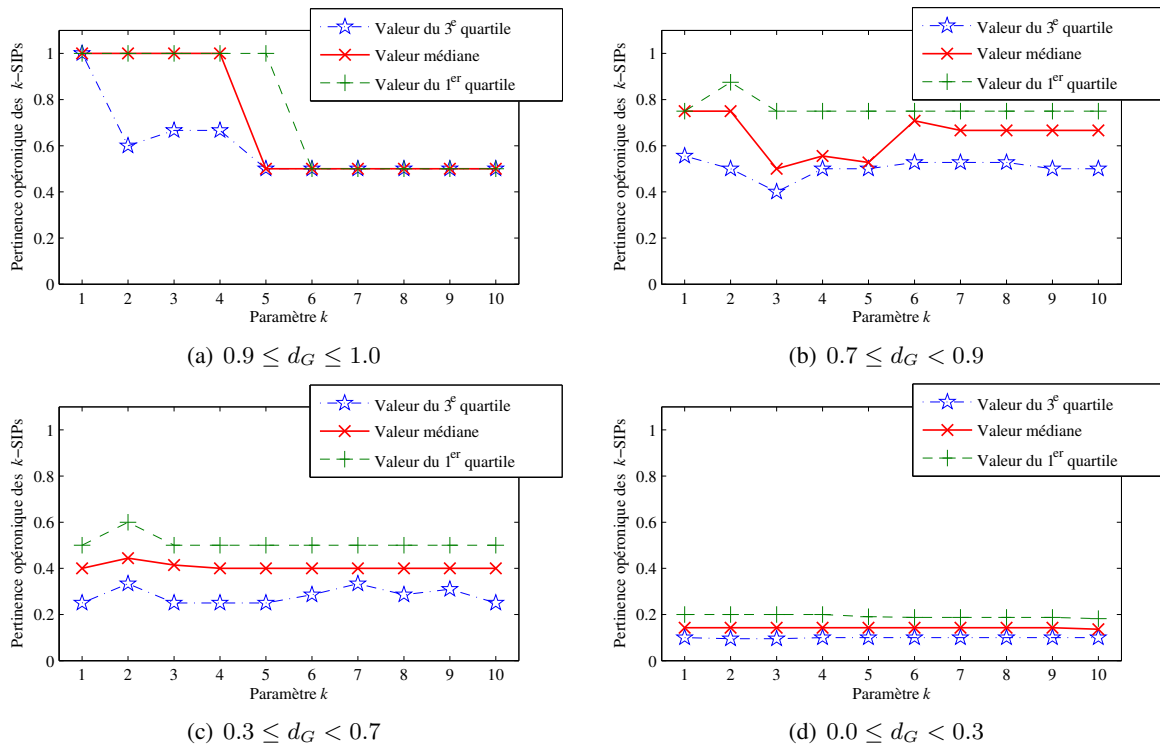 Valeur du 3e quartile
Valeur médiane
Valeur du 1er quartile
Pertinence opéronique des k−SIPs
1
0.8
0.6
0.4
0.2
0
1 2 3 4 5 6 7 8 9 10
Paramètre k
(a) 0.9 ≤ dG ≤ 1.0
Valeur du 3e quartile
Valeur médiane
Valeur du 1er quartile
Pertinence opéronique des k−SIPs
1
0.8
0.6
0.4
0.2
0
1 2 3 4 5 6 7 8 9 10
Paramètre k
(b) 0.7 ≤ dG < 0.9
Valeur du 3e quartile
Valeur médiane
Valeur du 1er quartile
Pertinence opéronique des k−SIPs
1
0.8
0.6
0.4
0.2
0
1 2 3 4 5 6 7 8 9 10
Paramètre k
(c) 0.3 ≤ dG < 0.7
Valeur du 3e quartile
Valeur médiane
Valeur du 1er quartile
Pertinence opéronique des k−SIPs
1
0.8
0.6
0.4
0.2
0
1 2 3 4 5 6 7 8 9 10
Paramètre k
(d) 0.0 ≤ dG < 0.3